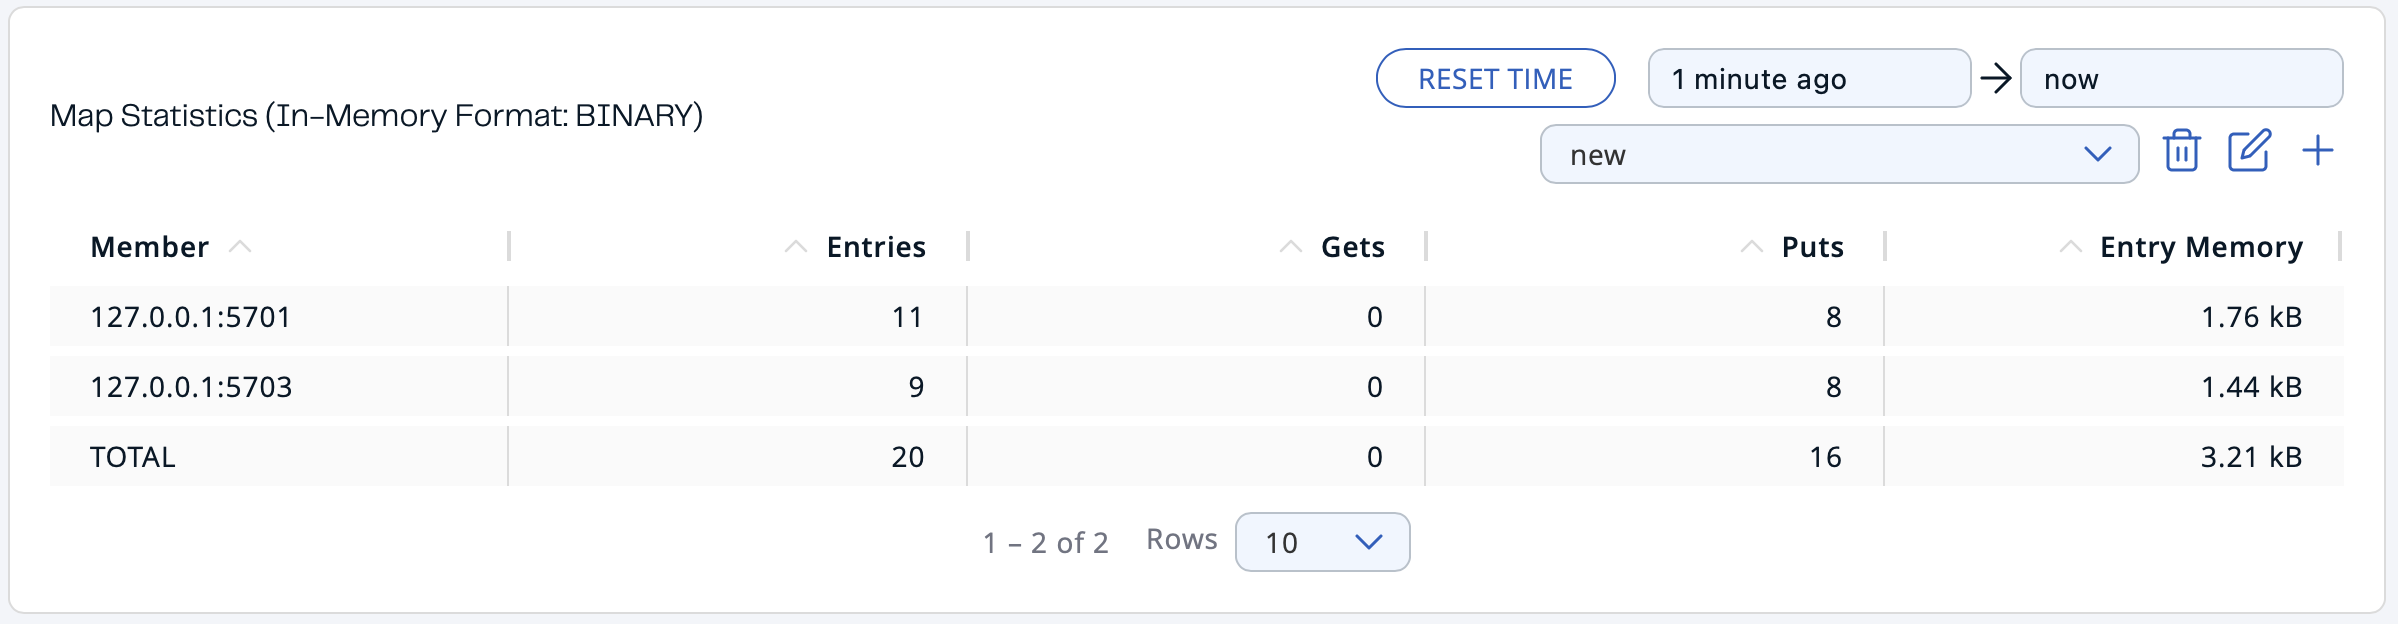 RESET TIME 1 minute ago → now
Map Statistics (In-Memory Format: BINARY)
new
Member Entries Gets Puts Entry Memory
127.0.0.1:5701 11 0 8 1.76 kB
127.0.0.1:5703 9 0 8 1.44 kB
TOTAL 20 0 16 3.21 kB
1 – 2 of 2 Rows 10